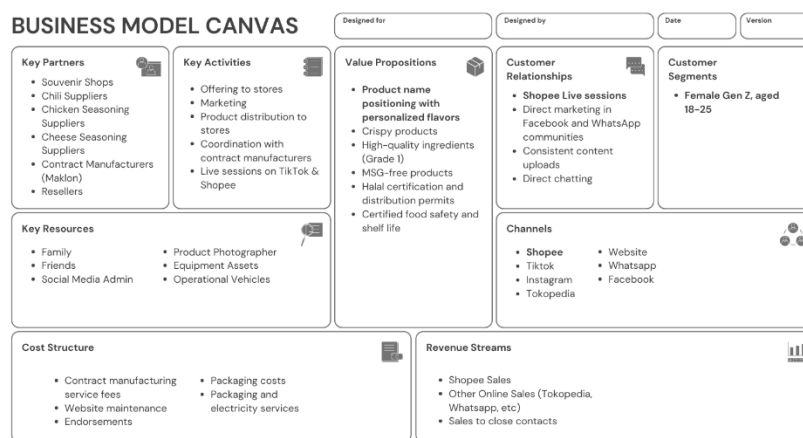 BUSINESS MODEL CANVAS
Designed for
Designed by
Date
Version
Key Partners
• Souvenir Shops
• Chili Suppliers
• Chicken Seasoning
Suppliers
• Cheese Seasoning
Suppliers
• Contract Manufacturers
(Maklon)
• Resellers
Key Activities
• Offering to stores
• Marketing
• Product distribution to
stores
• Coordination with
contract manufacturers
• Live sessions on TikTok &
Shopee
Value Propositions
• Product name
positioning with
personalized flavors
• Crispy products
• High-quality ingredients
(Grade 1)
• MSG-free products
• Halal certification and
distribution permits
• Certified food safety and
shelf life
Customer
Relationships
• Shopee Live sessions
• Direct marketing in
Facebook and WhatsApp
communities
• Consistent content
uploads
• Direct chatting
Customer
Segments
• Female Gen Z, aged
18-25
Key Resources
• Family
• Friends
• Social Media Admin
• Product Photographer
• Equipment Assets
• Operational Vehicles
Channels
• Shopee
• Tiktok
• Instagram
• Tokopedia
• Website
• Whatsapp
• Facebook
Cost Structure
• Contract manufacturing
service fees
• Website maintenance
• Endorsements
• Packaging costs
• Packaging and
electricity services
Revenue Streams
• Shopee Sales
• Other Online Sales (Tokopedia,
Whatsapp, etc)
• Sales to close contacts